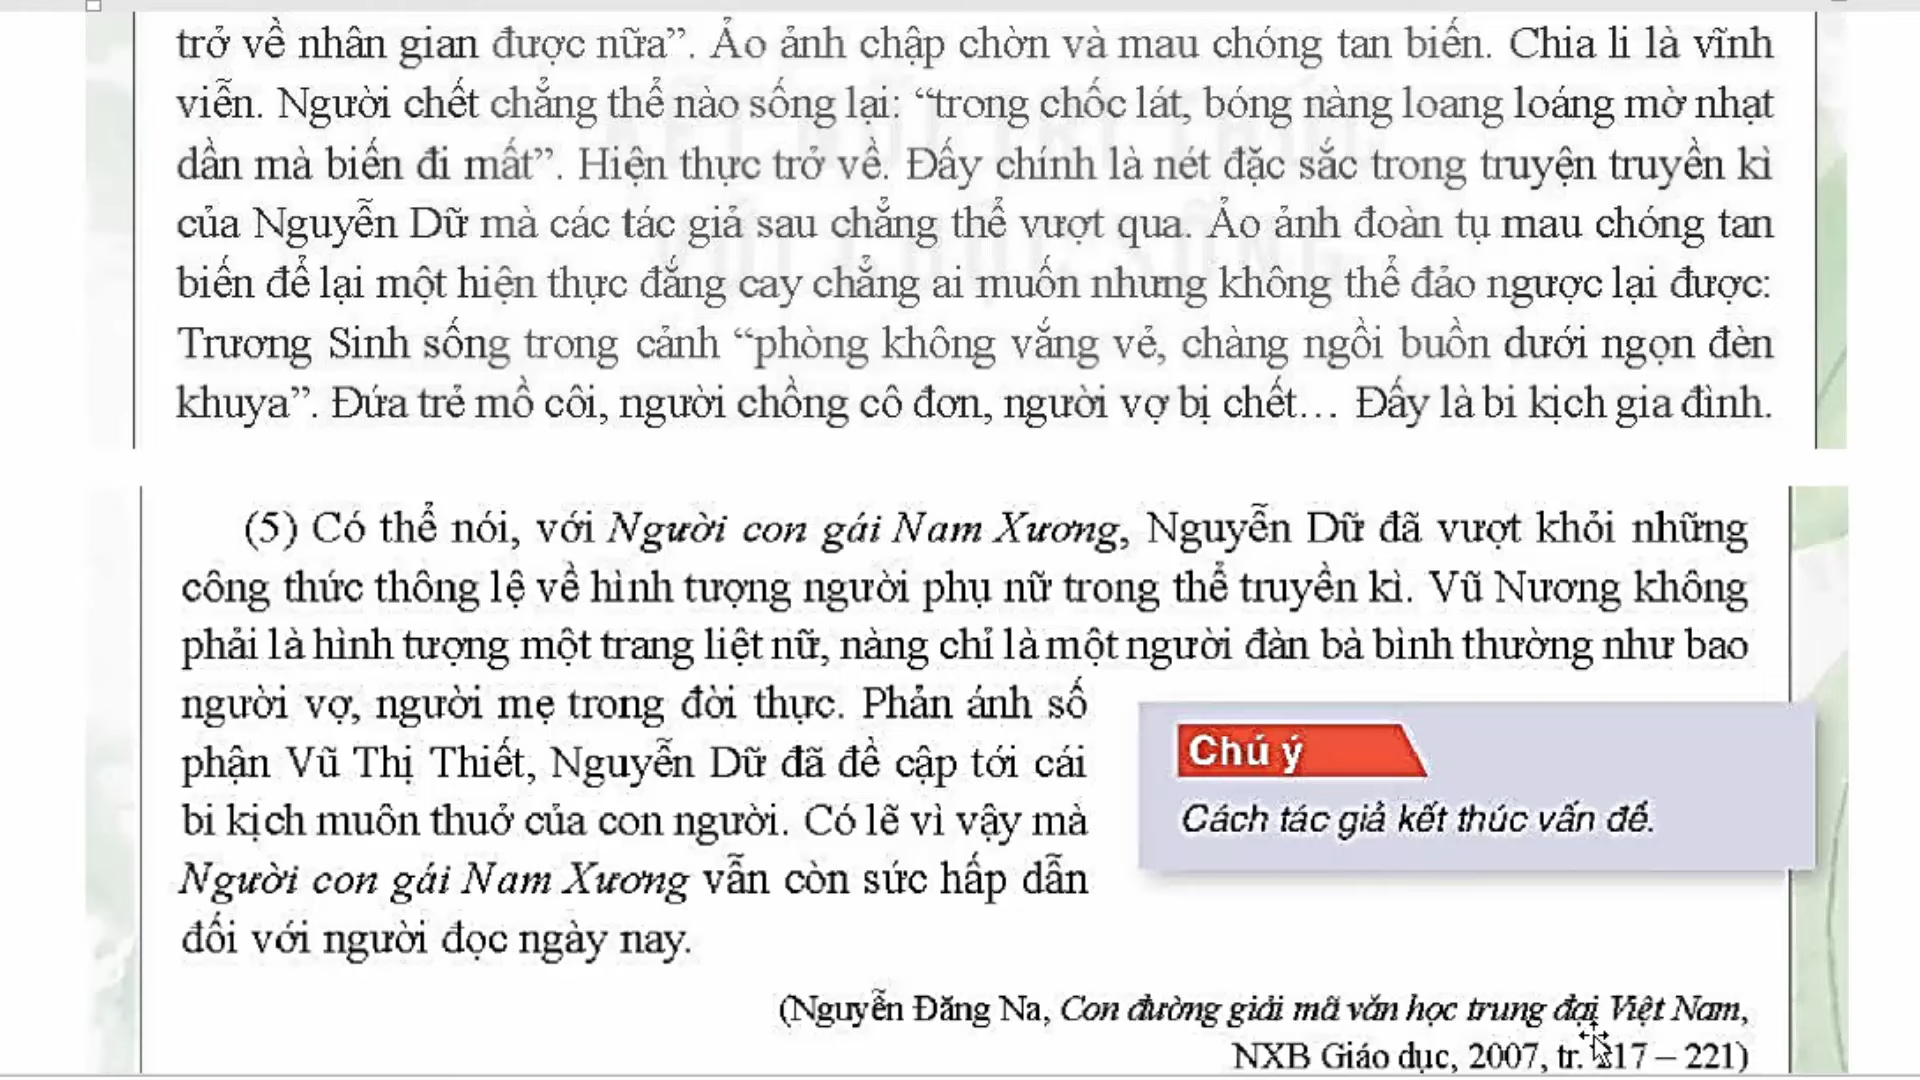 trở về nhân gian được nữa”. Ảo ảnh chập chờn và mau chóng tan biến. Chia li là vĩnh
viễn. Người chết chẳng thể nào sống lại: “trong chốc lát, bóng nàng loang loáng mờ nhạt
dần mà biến đi mất”. Hiện thực trở về. Đấy chính là nét đặc sắc trong truyện truyền kì
của Nguyễn Dữ mà các tác giả sau chẳng thể vượt qua. Ảo ảnh đoàn tụ mau chóng tan
biến để lại một hiện thực đắng cay chẳng ai muốn nhưng không thể đảo ngược lại được:
Trương Sinh sống trong cảnh “phòng không vắng vẻ, chàng ngồi buồn dưới ngọn đèn
khuya”. Đứa trẻ mồ côi, người chồng cô đơn, người vợ bị chết... Đấy là bi kịch gia đình.
(5) Có thể nói, với Người con gái Nam Xương, Nguyễn Dữ đã vượt khỏi những
công thức thông lệ về hình tượng người phụ nữ trong thể truyền kì. Vũ Nương không
phải là hình tượng một trang liệt nữ, nàng chỉ là một người đàn bà bình thường như bao
người vợ, người mẹ trong đời thực. Phản ánh số
phận Vũ Thị Thiết, Nguyễn Dữ đã đề cập tới cái
bi kịch muôn thuở của con người. Có lẽ vì vậy mà
Người con gái Nam Xương vẫn còn sức hấp dẫn
đối với người đọc ngày nay.
Chú ý
Cách tác giả kết thúc vấn đề.
(Nguyễn Đăng Na, Con đường giải mã văn học trung đại Việt Nam,
NXB Giáo dục, 2007, tr. 217 – 221)